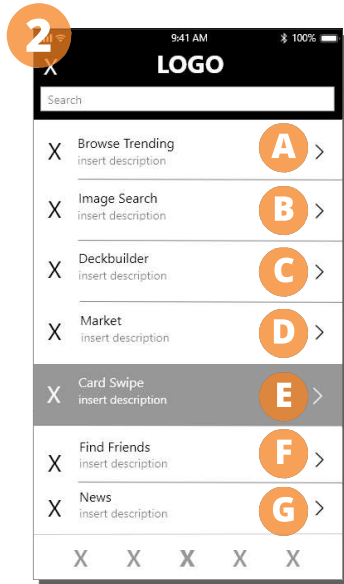 2
9:41 AM
100%
X
LOGO
Search
X
Browse Trending
insert description
A
X
Image Search
insert description
B
X
Deckbuilder
insert description
C
X
Market
insert description
D
X
Card Swipe
insert description
E
X
Find Friends
insert description
F
X
News
insert description
G
X X X X X